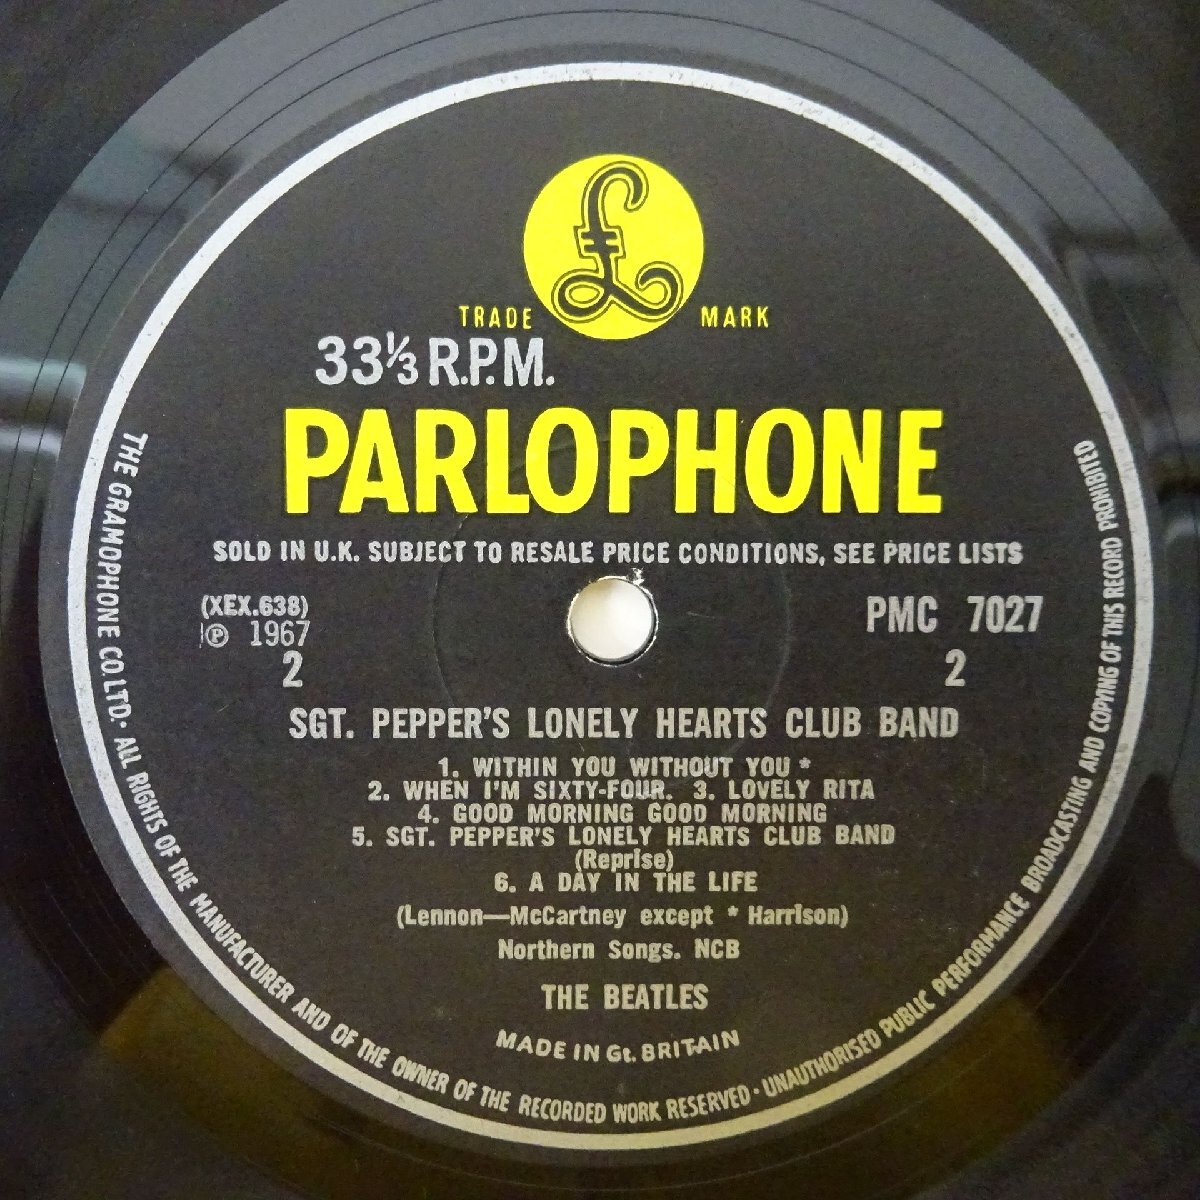 £
TRADE MARK
33⅓ R.P.M.
PARLOPHONE
SOLD IN U.K. SUBJECT TO RESALE PRICE CONDITIONS, SEE PRICE LISTS
(XEX.638)
℗ 1967
2
PMC 7027
2
SGT. PEPPER'S LONELY HEARTS CLUB BAND
1. WITHIN YOU WITHOUT YOU *
2. WHEN I'M SIXTY-FOUR. 3. LOVELY RITA
4. GOOD MORNING GOOD MORNING
5. SGT. PEPPER'S LONELY HEARTS CLUB BAND
(Reprise)
6. A DAY IN THE LIFE
(Lennon—McCartney except * Harrison)
Northern Songs. NCB
THE BEATLES
MADE IN Gt. BRITAIN
THE GRAMOPHONE CO. LTD. · ALL RIGHTS OF THE MANUFACTURER AND OF THE OWNER OF THE RECORDED WORK RESERVED · UNAUTHORISED PUBLIC PERFORMANCE BROADCASTING AND COPYING OF THIS RECORD PROHIBITED